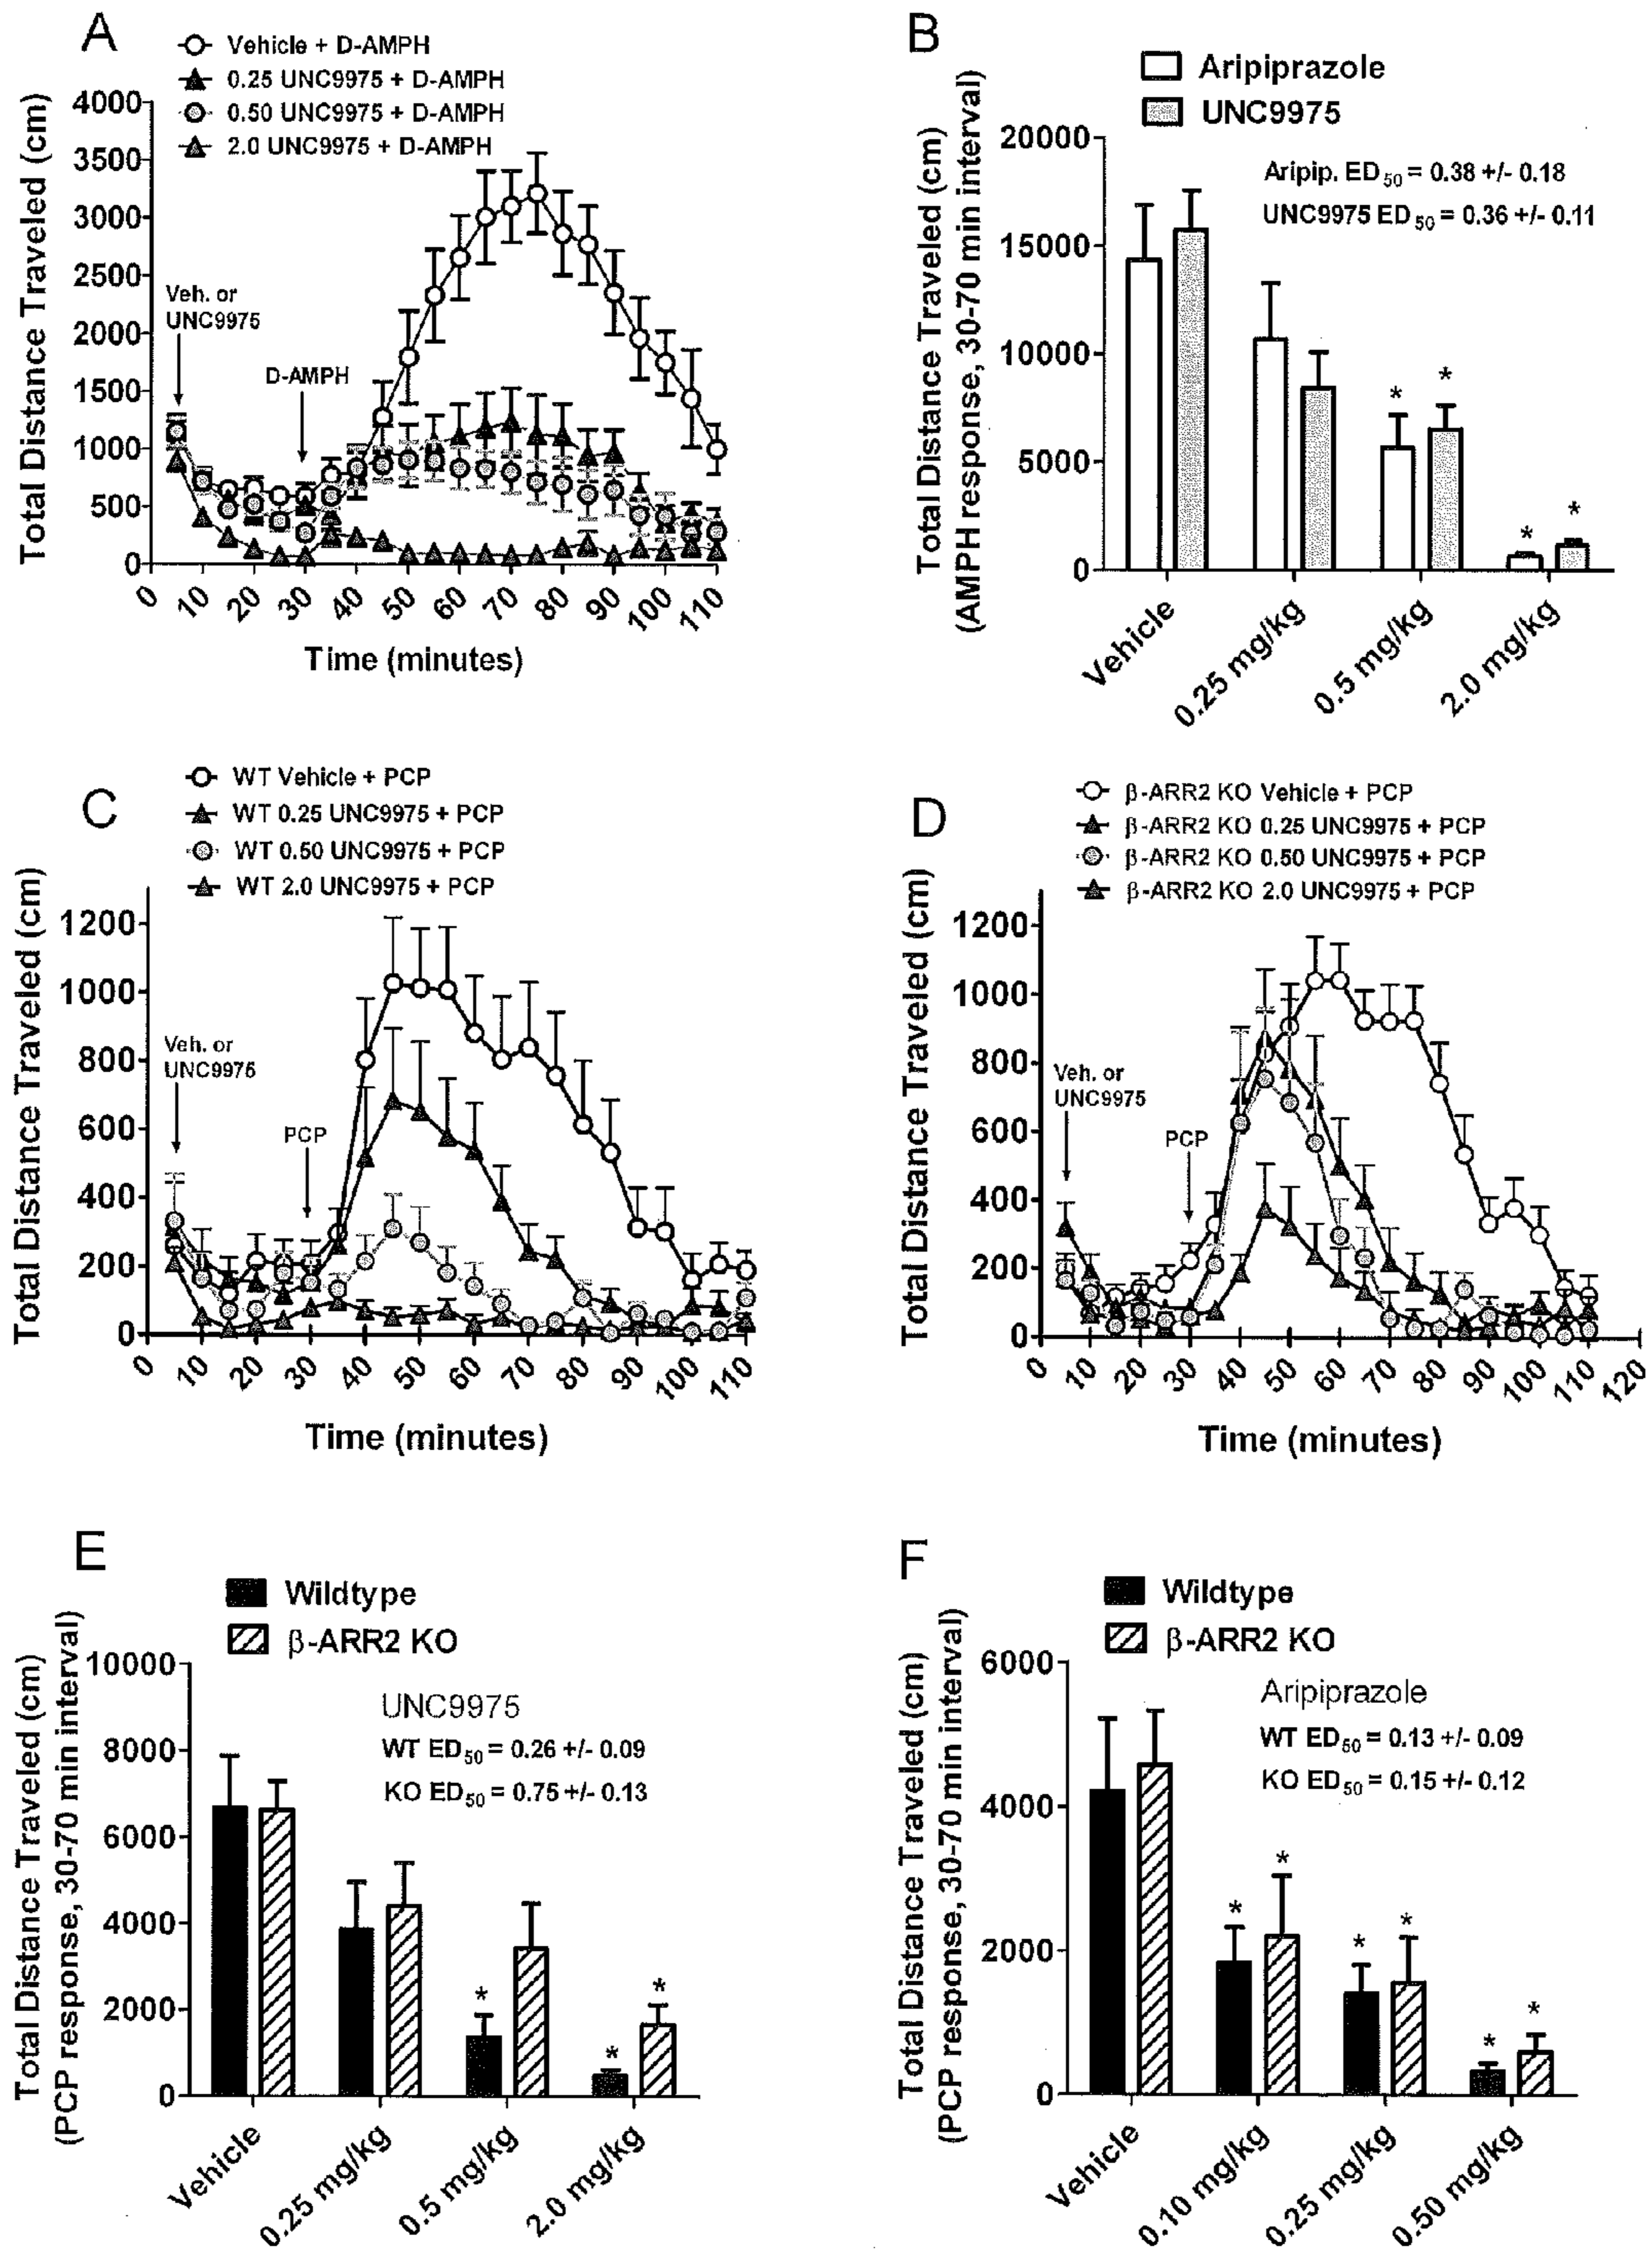 A
Vehicle + D-AMPH
0.25 UNC9975 + D-AMPH
0.50 UNC9975 + D-AMPH
2.0 UNC9975 + D-AMPH
Total Distance Traveled (cm)
4000
3500
3000
2500
2000
1500
1000
500
0
Veh. or
UNC9975
D-AMPH
0 10 20 30 40 50 60 70 80 90 100 110
Time (minutes)
B
Aripiprazole
UNC9975
Total Distance Traveled (cm)
(AMPH response, 30-70 min interval)
20000
15000
10000
5000
0
Aripip. ED50 = 0.38 +/- 0.18
UNC9975 ED50 = 0.36 +/- 0.11
* *
* *
Vehicle 0.25 mg/kg 0.5 mg/kg 2.0 mg/kg
C
WT Vehicle + PCP
WT 0.25 UNC9975 + PCP
WT 0.50 UNC9975 + PCP
WT 2.0 UNC9975 + PCP
Total Distance Traveled (cm)
1200
1000
800
600
400
200
0
Veh. or
UNC9975
PCP
0 10 20 30 40 50 60 70 80 90 100 110
Time (minutes)
D
β-ARR2 KO Vehicle + PCP
β-ARR2 KO 0.25 UNC9975 + PCP
β-ARR2 KO 0.50 UNC9975 + PCP
β-ARR2 KO 2.0 UNC9975 + PCP
Total Distance Traveled (cm)
1200
1000
800
600
400
200
0
Veh. or
UNC9975
PCP
0 10 20 30 40 50 60 70 80 90 100 110 120
Time (minutes)
E
Wildtype
β-ARR2 KO
Total Distance Traveled (cm)
(PCP response, 30-70 min interval)
10000
8000
6000
4000
2000
0
UNC9975
WT ED50 = 0.26 +/- 0.09
KO ED50 = 0.75 +/- 0.13
*
* *
Vehicle 0.25 mg/kg 0.5 mg/kg 2.0 mg/kg
F
Wildtype
β-ARR2 KO
Total Distance Traveled (cm)
(PCP response, 30-70 min interval)
6000
4000
2000
0
Aripiprazole
WT ED50 = 0.13 +/- 0.09
KO ED50 = 0.15 +/- 0.12
* *
* *
* *
Vehicle 0.10 mg/kg 0.25 mg/kg 0.50 mg/kg